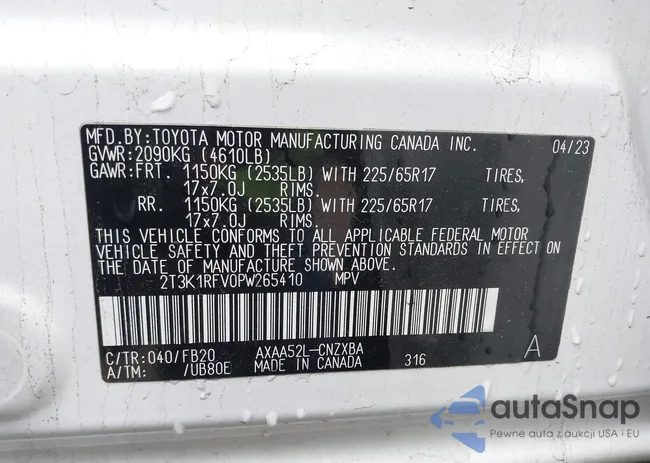 MFD.BY:TOYOTA MOTOR MANUFACTURING CANADA INC. 04/23
GVWR:2090KG (4610LB)
GAWR:FRT. 1150KG (2535LB) WITH 225/65R17 TIRES,
17x7.0J RIMS.
RR. 1150KG (2535LB) WITH 225/65R17 TIRES,
17x7.0J RIMS.
THIS VEHICLE CONFORMS TO ALL APPLICABLE FEDERAL MOTOR
VEHICLE SAFETY AND THEFT PREVENTION STANDARDS IN EFFECT ON
THE DATE OF MANUFACTURE SHOWN ABOVE.
2T3K1RFV0PW265410 MPV
C/TR:040/FB20 AXAA52L-CNZXBA 316 A
A/TM: /UB80E MADE IN CANADA
autoSnap
Pewne auta z aukcji USA i EU